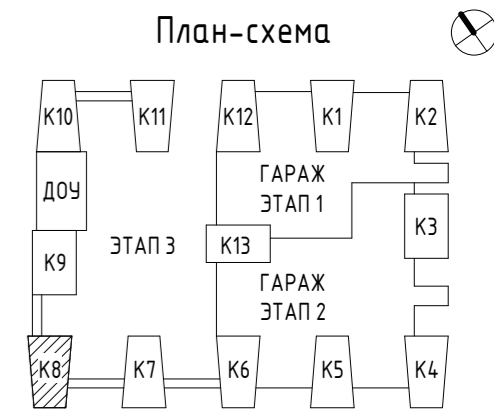 План-схема
К10
К11
К12
К1
К2
ДОУ
ГАРАЖ
ЭТАП 1
К9
ЭТАП 3
К13
К3
ГАРАЖ
ЭТАП 2
К8
К7
К6
К5
К4